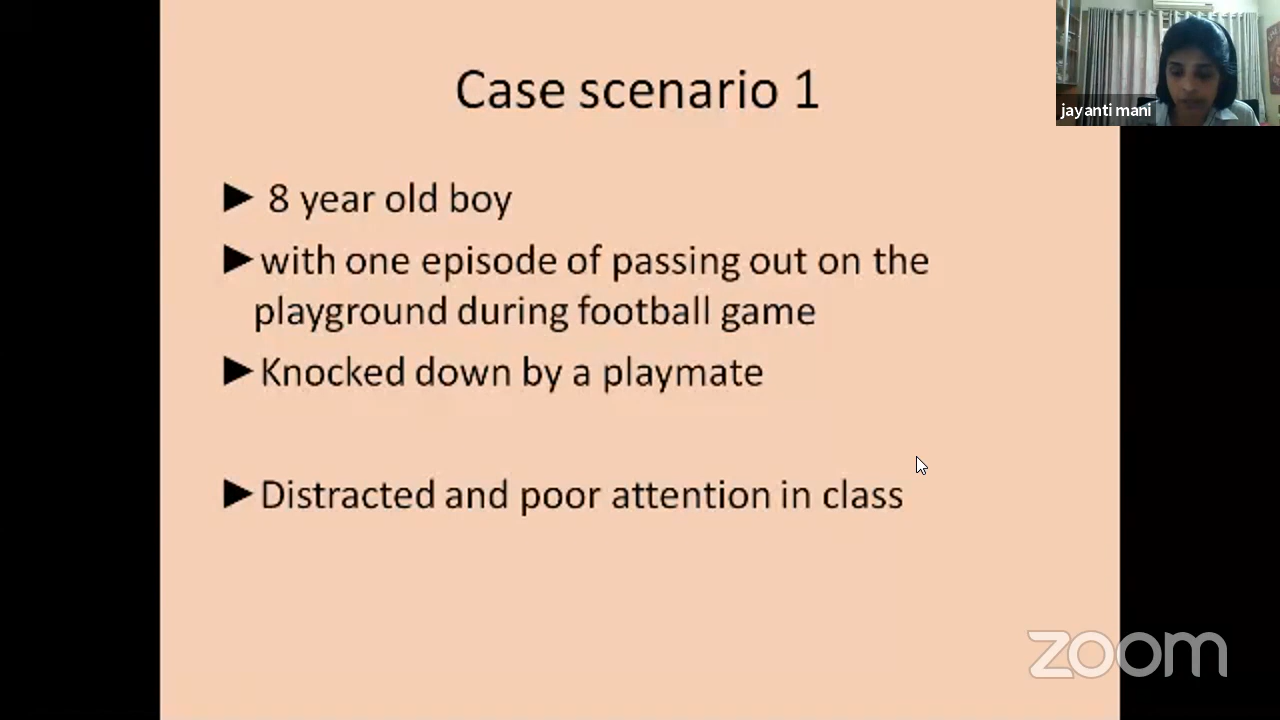 Case scenario 1
jayanti mani
► 8 year old boy
► with one episode of passing out on the
playground during football game
► Knocked down by a playmate
► Distracted and poor attention in class
zoom